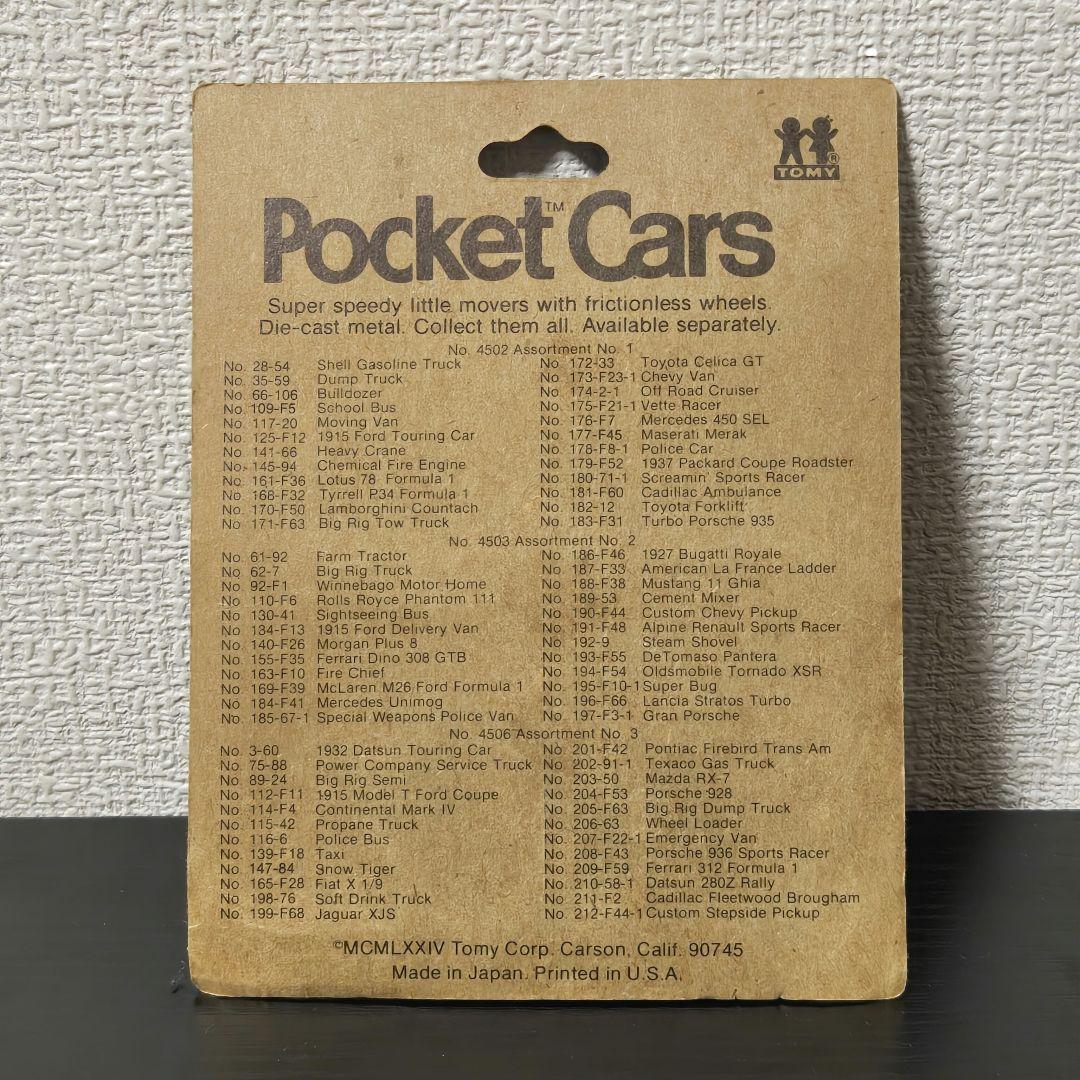 TOMY®
Pocket™Cars
Super speedy little movers with frictionless wheels.
Die-cast metal. Collect them all. Available separately.
No. 4502 Assortment No. 1
No. 28-54 Shell Gasoline Truck
No. 35-59 Dump Truck
No. 66-106 Bulldozer
No. 109-F5 School Bus
No. 117-20 Moving Van
No. 125-F12 1915 Ford Touring Car
No. 141-66 Heavy Crane
No. 145-94 Chemical Fire Engine
No. 161-F36 Lotus 78 Formula 1
No. 168-F32 Tyrrell P34 Formula 1
No. 170-F50 Lamborghini Countach
No. 171-F63 Big Rig Tow Truck
No. 172-33 Toyota Celica GT
No. 173-F23-1 Chevy Van
No. 174-2-1 Off Road Cruiser
No. 175-F21-1 Vette Racer
No. 176-F7 Mercedes 450 SEL
No. 177-F45 Maserati Merak
No. 178-F8-1 Police Car
No. 179-F52 1937 Packard Coupe Roadster
No. 180-71-1 Screamin' Sports Racer
No. 181-F60 Cadillac Ambulance
No. 182-12 Toyota Forklift
No. 183-F31 Turbo Porsche 935
No. 4503 Assortment No. 2
No. 61-92 Farm Tractor
No. 62-7 Big Rig Truck
No. 92-F1 Winnebago Motor Home
No. 110-F6 Rolls Royce Phantom 111
No. 130-41 Sightseeing Bus
No. 134-F13 1915 Ford Delivery Van
No. 140-F26 Morgan Plus 8
No. 155-F35 Ferrari Dino 308 GTB
No. 163-F10 Fire Chief
No. 169-F39 McLaren M26 Ford Formula 1
No. 184-F41 Mercedes Unimog
No. 185-67-1 Special Weapons Police Van
No. 186-F46 1927 Bugatti Royale
No. 187-F33 American La France Ladder
No. 188-F38 Mustang 11 Ghia
No. 189-53 Cement Mixer
No. 190-F44 Custom Chevy Pickup
No. 191-F48 Alpine Renault Sports Racer
No. 192-9 Steam Shovel
No. 193-F55 DeTomaso Pantera
No. 194-F54 Oldsmobile Tornado XSR
No. 195-F10-1 Super Bug
No. 196-F66 Lancia Stratos Turbo
No. 197-F3-1 Gran Porsche
No. 4506 Assortment No. 3
No. 3-60 1932 Datsun Touring Car
No. 75-88 Power Company Service Truck
No. 89-24 Big Rig Semi
No. 112-F11 1915 Model T Ford Coupe
No. 114-F4 Continental Mark IV
No. 115-42 Propane Truck
No. 116-6 Police Bus
No. 139-F18 Taxi
No. 147-84 Snow Tiger
No. 165-F28 Fiat X 1/9
No. 198-76 Soft Drink Truck
No. 199-F68 Jaguar XJS
No. 201-F42 Pontiac Firebird Trans Am
No. 202-91-1 Texaco Gas Truck
No. 203-50 Mazda RX-7
No. 204-F53 Porsche 928
No. 205-F63 Big Rig Dump Truck
No. 206-63 Wheel Loader
No. 207-F22-1 Emergency Van
No. 208-F43 Porsche 936 Sports Racer
No. 209-F59 Ferrari 312 Formula 1
No. 210-58-1 Datsun 280Z Rally
No. 211-F2 Cadillac Fleetwood Brougham
No. 212-F44-1 Custom Stepside Pickup
©MCMLXXIV Tomy Corp. Carson, Calif. 90745
Made in Japan. Printed in U.S.A.